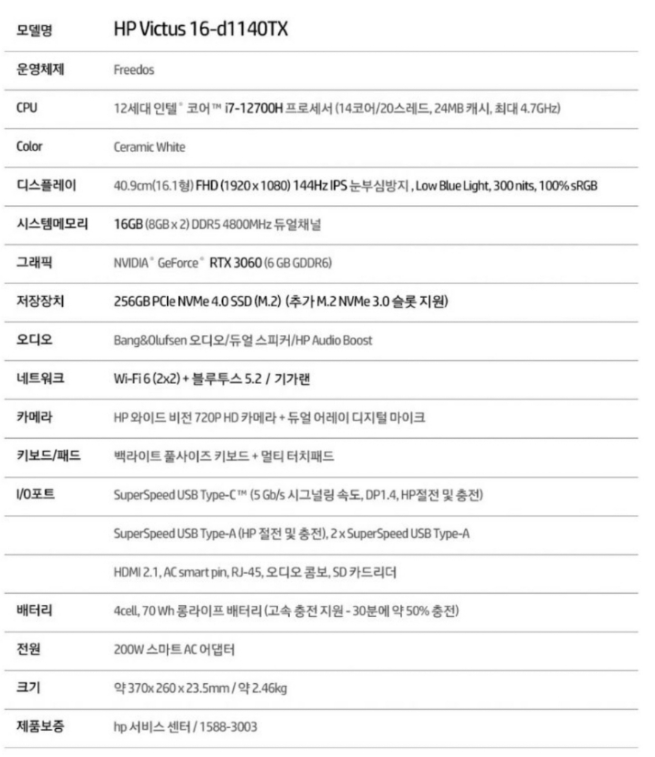 모델명 HP Victus 16-d1140TX
운영체제 Freedos
CPU 12세대 인텔® 코어™ i7-12700H 프로세서 (14코어/20스레드, 24MB 캐시, 최대 4.7GHz)
Color Ceramic White
디스플레이 40.9cm(16.1형) FHD (1920 x 1080) 144Hz IPS 눈부심방지 , Low Blue Light, 300 nits, 100% sRGB
시스템메모리 16GB (8GB x 2) DDR5 4800MHz 듀얼채널
그래픽 NVIDIA® GeForce® RTX 3060 (6 GB GDDR6)
저장장치 256GB PCIe NVMe 4.0 SSD (M.2) (추가 M.2 NVMe 3.0 슬롯 지원)
오디오 Bang&Olufsen 오디오/듀얼 스피커/HP Audio Boost
네트워크 Wi-Fi 6 (2x2) + 블루투스 5.2 / 기가랜
카메라 HP 와이드 비전 720P HD 카메라 + 듀얼 어레이 디지털 마이크
키보드/패드 백라이트 풀사이즈 키보드 + 멀티 터치패드
I/O포트 SuperSpeed USB Type-C™ (5 Gb/s 시그널링 속도, DP1.4, HP절전 및 충전)
SuperSpeed USB Type-A (HP 절전 및 충전), 2 x SuperSpeed USB Type-A
HDMI 2.1, AC smart pin, RJ-45, 오디오 콤보, SD 카드리더
배터리 4cell, 70 Wh 롱라이프 배터리 (고속 충전 지원 - 30분에 약 50% 충전)
전원 200W 스마트 AC 어댑터
크기 약 370x 260 x 23.5mm / 약 2.46kg
제품보증 hp 서비스 센터 / 1588-3003